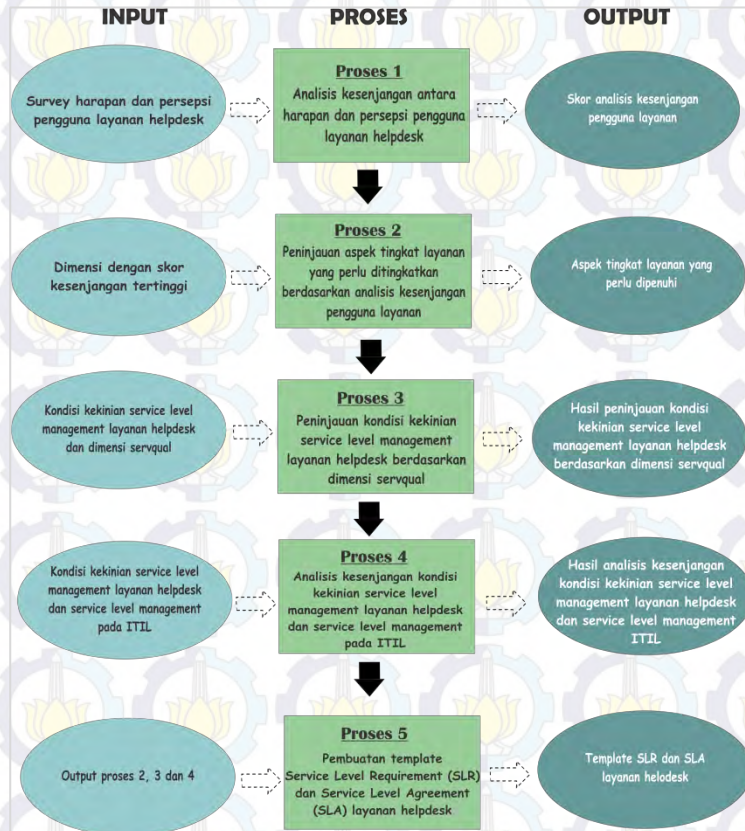 INPUT PROSES OUTPUT
Survey harapan dan persepsi
pengguna layanan helpdesk
Proses 1
Analisis kesenjangan antara
harapan dan persepsi pengguna
layanan helpdesk
Skor analisis kesenjangan
pengguna layanan
Dimensi dengan skor
kesenjangan tertinggi
Proses 2
Peninjauan aspek tingkat layanan
yang perlu ditingkatkan
berdasarkan analisis kesenjangan
pengguna layanan
Aspek tingkat layanan yang
perlu dipenuhi
Kondisi kekinian service level
management layanan helpdesk
dan dimensi servqual
Proses 3
Peninjauan kondisi kekinian
service level management
layanan helpdesk berdasarkan
dimensi servqual
Hasil peninjauan kondisi
kekinian service level
management layanan helpdesk
berdasarkan dimensi servqual
Kondisi kekinian service level
management layanan helpdesk
dan service level management
pada ITIL
Proses 4
Analisis kesenjangan kondisi
kekinian service level
management layanan helpdesk
dan service level management
pada ITIL
Hasil analisis kesenjangan
kondisi kekinian service level
management layanan helpdesk
dan service level management
ITIL
Output proses 2, 3 dan 4
Proses 5
Pembuatan template
Service Level Requirement (SLR)
dan Service Level Agreement
(SLA) layanan helpdesk
Template SLR dan SLA
layanan helodesk